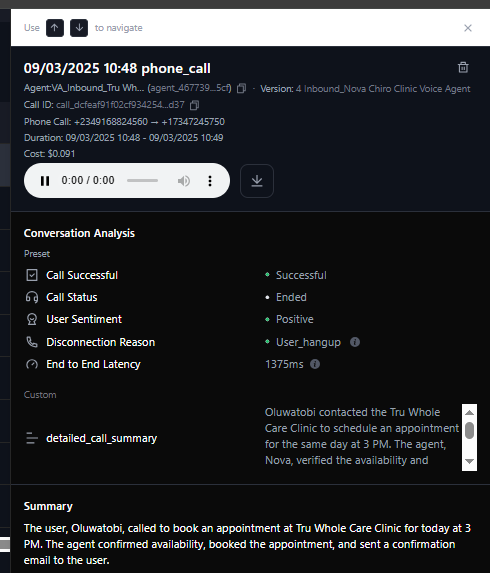 Use ↑ ↓ to navigate
09/03/2025 10:48 phone_call
Agent:VA_Inbound_Tru Wh... (agent_467739...5cf) · Version: 4 Inbound_Nova Chiro Clinic Voice Agent
Call ID: call_dcfeaf91f02cf934254...d37
Phone Call: +2349168824560 → +17347245750
Duration: 09/03/2025 10:48 - 09/03/2025 10:49
Cost: $0.091
0:00 / 0:00
Conversation Analysis
Preset
Call Successful • Successful
Call Status • Ended
User Sentiment • Positive
Disconnection Reason • User_hangup
End to End Latency 1375ms
Custom
Oluwatobi contacted the Tru Whole
Care Clinic to schedule an appointment
for the same day at 3 PM. The agent,
detailed_call_summary
Nova, verified the availability and
Summary
The user, Oluwatobi, called to book an appointment at Tru Whole Care Clinic for today at 3
PM. The agent confirmed availability, booked the appointment, and sent a confirmation
email to the user.